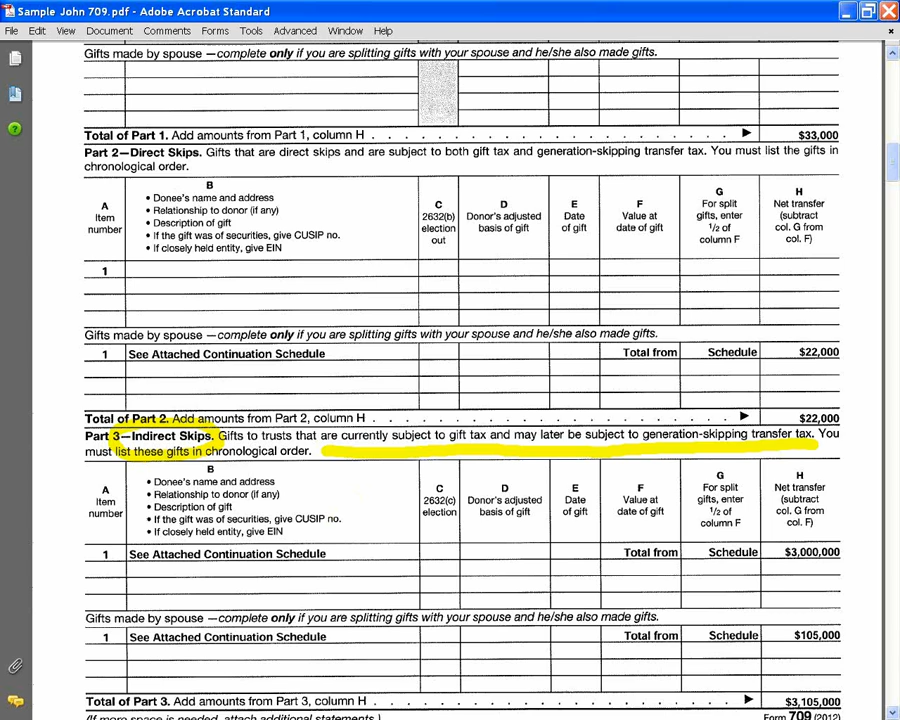 Sample John 709.pdf - Adobe Acrobat Standard
File Edit View Document Comments Forms Tools Advanced Window Help
Gifts made by spouse —complete only if you are splitting gifts with your spouse and he/she also made gifts.
Total of Part 1. Add amounts from Part 1, column H . . . . . . . . . . . . . . . . . . . . ▶ $33,000
Part 2—Direct Skips. Gifts that are direct skips and are subject to both gift tax and generation-skipping transfer tax. You must list the gifts in
chronological order.
A
Item
number
B
• Donee's name and address
• Relationship to donor (if any)
• Description of gift
• If the gift was of securities, give CUSIP no.
• If closely held entity, give EIN
C
2632(b)
election
out
D
Donor's adjusted
basis of gift
E
Date
of gift
F
Value at
date of gift
G
For split
gifts, enter
1/2 of
column F
H
Net transfer
(subtract
col. G from
col. F)
1
Gifts made by spouse —complete only if you are splitting gifts with your spouse and he/she also made gifts.
1 See Attached Continuation Schedule Total from Schedule $22,000
Total of Part 2. Add amounts from Part 2, column H . . . . . . . . . . . . . . . . . . . . ▶ $22,000
Part 3—Indirect Skips. Gifts to trusts that are currently subject to gift tax and may later be subject to generation-skipping transfer tax. You
must list these gifts in chronological order.
A
Item
number
B
• Donee's name and address
• Relationship to donor (if any)
• Description of gift
• If the gift was of securities, give CUSIP no.
• If closely held entity, give EIN
C
2632(c)
election
D
Donor's adjusted
basis of gift
E
Date
of gift
F
Value at
date of gift
G
For split
gifts, enter
1/2 of
column F
H
Net transfer
(subtract
col. G from
col. F)
1 See Attached Continuation Schedule Total from Schedule $3,000,000
Gifts made by spouse —complete only if you are splitting gifts with your spouse and he/she also made gifts.
1 See Attached Continuation Schedule Total from Schedule $105,000
Total of Part 3. Add amounts from Part 3, column H . . . . . . . . . . . . . . . . . . . . ▶ $3,105,000
(If more space is needed, attach additional statements.) Form 709 (2012)